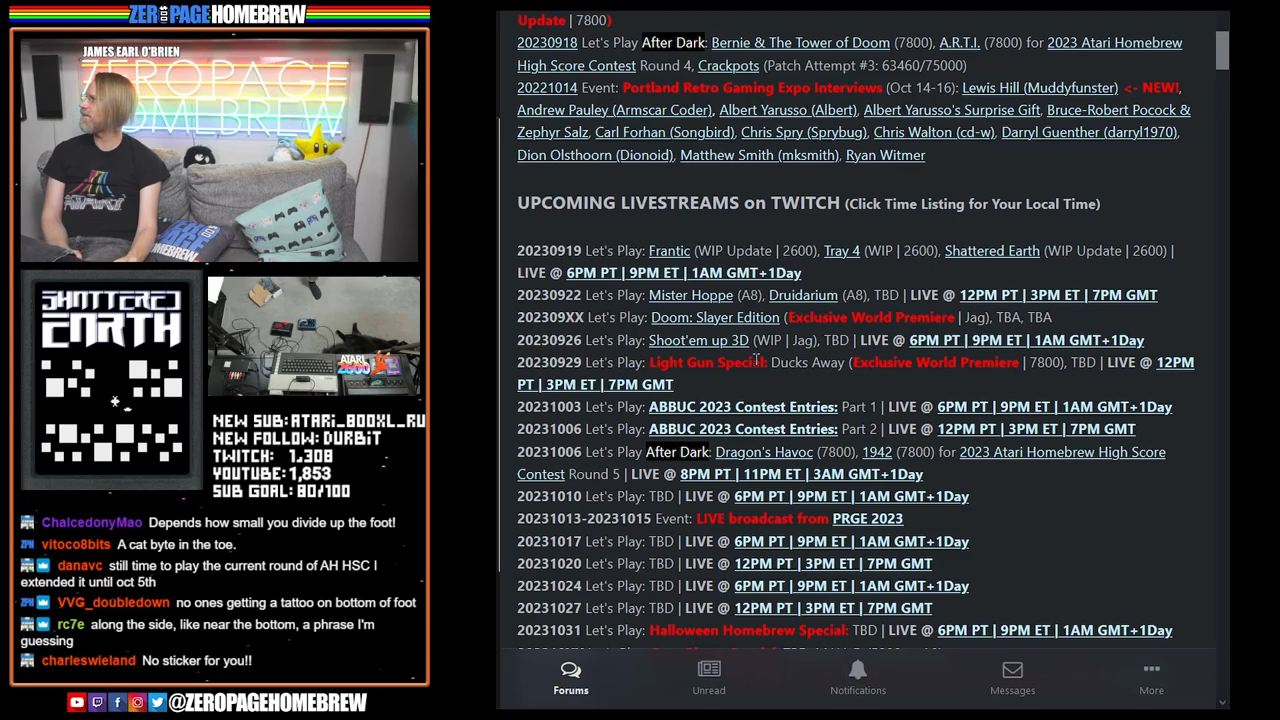 ZEROPAGEHOMEBREW
JAMES EARL O'BRIEN
ZEROPAGE
HOMEBREW
ATARI
SHATTERED
EARTH
ATARI
2600
NEW SUB: ATARI_800XL_RU
NEW FOLLOW: DURBIT
TWITCH: 1,308
YOUTUBE: 1,853
SUB GOAL: 80/100
ChalcedonyMao Depends how small you divide up the foot!
vitoco8bits A cat byte in the toe.
danavc still time to play the current round of AH HSC I
extended it until oct 5th
VVG_doubledown no ones getting a tattoo on bottom of foot
rc7e along the side, like near the bottom, a phrase I'm
guessing
charleswieland No sticker for you!!
@ZEROPAGEHOMEBREW
Update | 7800)
20230918 Let's Play After Dark: Bernie & The Tower of Doom (7800), A.R.T.I. (7800) for 2023 Atari Homebrew
High Score Contest Round 4, Crackpots (Patch Attempt #3: 63460/75000)
20221014 Event: Portland Retro Gaming Expo Interviews (Oct 14-16): Lewis Hill (Muddyfunster) <- NEW!,
Andrew Pauley (Armscar Coder), Albert Yarusso (Albert), Albert Yarusso's Surprise Gift, Bruce-Robert Pocock &
Zephyr Salz, Carl Forhan (Songbird), Chris Spry (Sprybug), Chris Walton (cd-w), Darryl Guenther (darryl1970),
Dion Olsthoorn (Dionoid), Matthew Smith (mksmith), Ryan Witmer
UPCOMING LIVESTREAMS on TWITCH (Click Time Listing for Your Local Time)
20230919 Let's Play: Frantic (WIP Update | 2600), Tray 4 (WIP | 2600), Shattered Earth (WIP Update | 2600) |
LIVE @ 6PM PT | 9PM ET | 1AM GMT+1Day
20230922 Let's Play: Mister Hoppe (A8), Druidarium (A8), TBD | LIVE @ 12PM PT | 3PM ET | 7PM GMT
202309XX Let's Play: Doom: Slayer Edition (Exclusive World Premiere | Jag), TBA, TBA
20230926 Let's Play: Shoot'em up 3D (WIP | Jag), TBD | LIVE @ 6PM PT | 9PM ET | 1AM GMT+1Day
20230929 Let's Play: Light Gun Special: Ducks Away (Exclusive World Premiere | 7800), TBD | LIVE @ 12PM
PT | 3PM ET | 7PM GMT
20231003 Let's Play: ABBUC 2023 Contest Entries: Part 1 | LIVE @ 6PM PT | 9PM ET | 1AM GMT+1Day
20231006 Let's Play: ABBUC 2023 Contest Entries: Part 2 | LIVE @ 12PM PT | 3PM ET | 7PM GMT
20231006 Let's Play After Dark: Dragon's Havoc (7800), 1942 (7800) for 2023 Atari Homebrew High Score
Contest Round 5 | LIVE @ 8PM PT | 11PM ET | 3AM GMT+1Day
20231010 Let's Play: TBD | LIVE @ 6PM PT | 9PM ET | 1AM GMT+1Day
20231013-20231015 Event: LIVE broadcast from PRGE 2023
20231017 Let's Play: TBD | LIVE @ 6PM PT | 9PM ET | 1AM GMT+1Day
20231020 Let's Play: TBD | LIVE @ 12PM PT | 3PM ET | 7PM GMT
20231024 Let's Play: TBD | LIVE @ 6PM PT | 9PM ET | 1AM GMT+1Day
20231027 Let's Play: TBD | LIVE @ 12PM PT | 3PM ET | 7PM GMT
20231031 Let's Play: Halloween Homebrew Special: TBD | LIVE @ 6PM PT | 9PM ET | 1AM GMT+1Day
Forums
Unread
Notifications
Messages
More